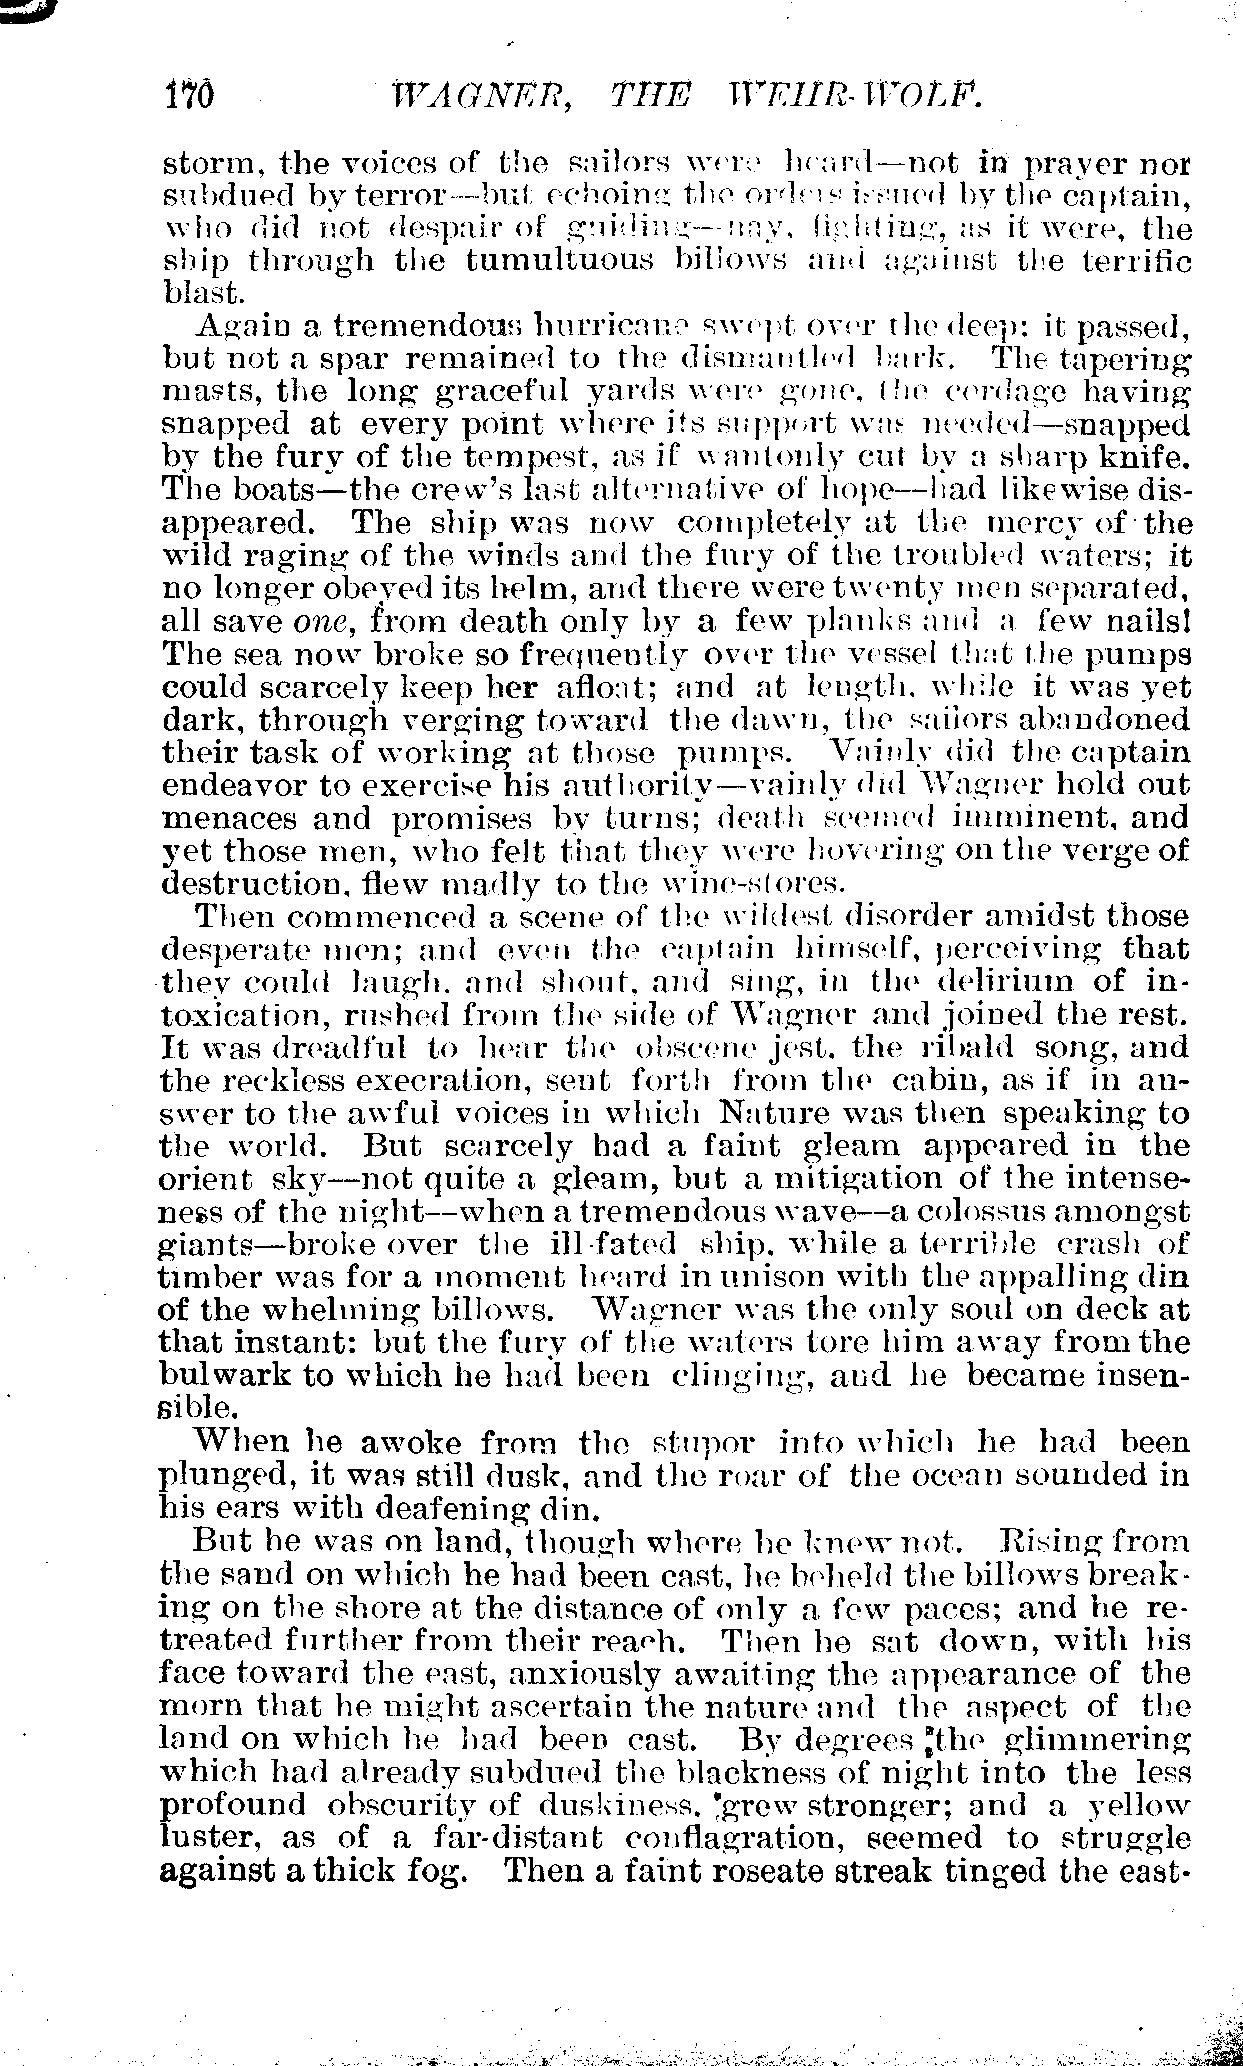 170 WAGNER, THE WEHR-WOLF.
storm, the voices of the sailors were heard—not in prayer nor
subdued by terror—but echoing the orders issued by the captain,
who did not despair of guiding—nay, fighting, as it were, the
ship through the tumultuous billows and against the terrific
blast.
Again a tremendous hurricane swept over the deep: it passed,
but not a spar remained to the dismantled bark. The tapering
masts, the long graceful yards were gone, the cordage having
snapped at every point where its support was needed—snapped
by the fury of the tempest, as if wantonly cut by a sharp knife.
The boats—the crew's last alternative of hope—had likewise dis-
appeared. The ship was now completely at the mercy of the
wild raging of the winds and the fury of the troubled waters; it
no longer obeyed its helm, and there were twenty men separated,
all save one, from death only by a few planks and a few nails!
The sea now broke so frequently over the vessel that the pumps
could scarcely keep her afloat; and at length, while it was yet
dark, through verging toward the dawn, the sailors abandoned
their task of working at those pumps. Vainly did the captain
endeavor to exercise his authority—vainly did Wagner hold out
menaces and promises by turns; death seemed imminent, and
yet those men, who felt that they were hovering on the verge of
destruction, flew madly to the wine-stores.
Then commenced a scene of the wildest disorder amidst those
desperate men; and even the captain himself, perceiving that
they could laugh, and shout, and sing, in the delirium of in-
toxication, rushed from the side of Wagner and joined the rest.
It was dreadful to hear the obscene jest, the ribald song, and
the reckless execration, sent forth from the cabin, as if in an-
swer to the awful voices in which Nature was then speaking to
the world. But scarcely had a faint gleam appeared in the
orient sky—not quite a gleam, but a mitigation of the intense-
ness of the night—when a tremendous wave—a colossus amongst
giants—broke over the ill-fated ship, while a terrible crash of
timber was for a moment heard in unison with the appalling din
of the whelming billows. Wagner was the only soul on deck at
that instant: but the fury of the waters tore him away from the
bulwark to which he had been clinging, and he became insen-
sible.
When he awoke from the stupor into which he had been
plunged, it was still dusk, and the roar of the ocean sounded in
his ears with deafening din.
But he was on land, though where he knew not. Rising from
the sand on which he had been cast, he beheld the billows break-
ing on the shore at the distance of only a few paces; and he re-
treated further from their reach. Then he sat down, with his
face toward the east, anxiously awaiting the appearance of the
morn that he might ascertain the nature and the aspect of the
land on which he had been cast. By degrees the glimmering
which had already subdued the blackness of night into the less
profound obscurity of duskiness, grew stronger; and a yellow
luster, as of a far-distant conflagration, seemed to struggle
against a thick fog. Then a faint roseate streak tinged the east-